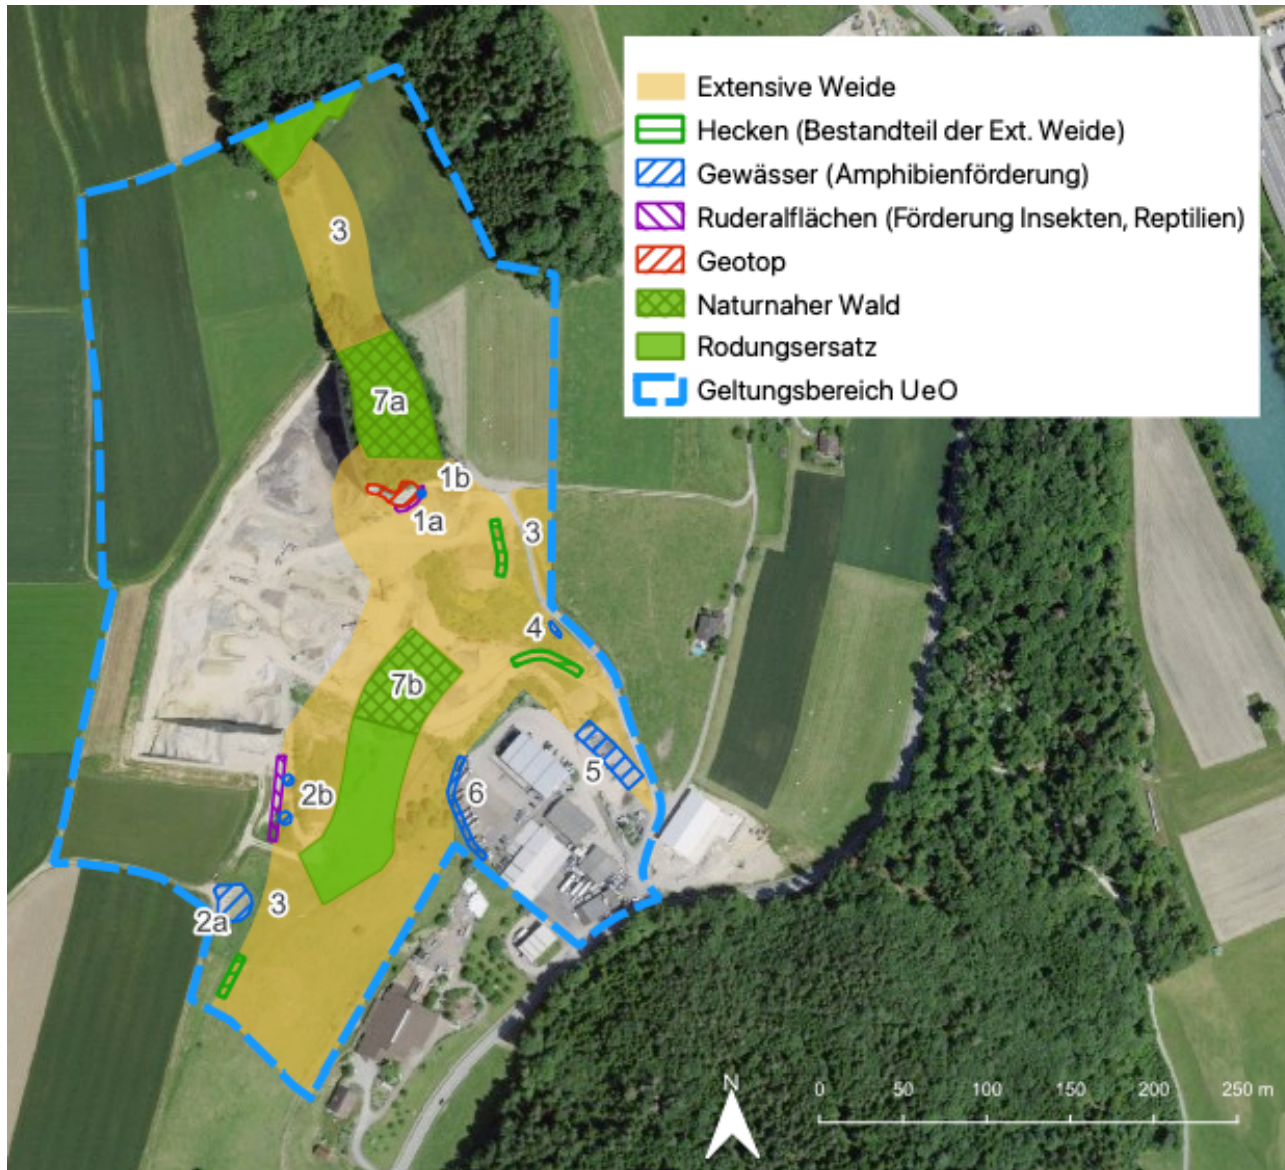 Extensive Weide
Hecken (Bestandteil der Ext. Weide)
Gewässer (Amphibienförderung)
Ruderalflächen (Förderung Insekten, Reptilien)
Geotop
Naturnaher Wald
Rodungsersatz
Geltungsbereich UeO
3
7a
1b
1a
3
4
7b
5
2b
6
3
2a
N
0 50 100 150 200 250 m